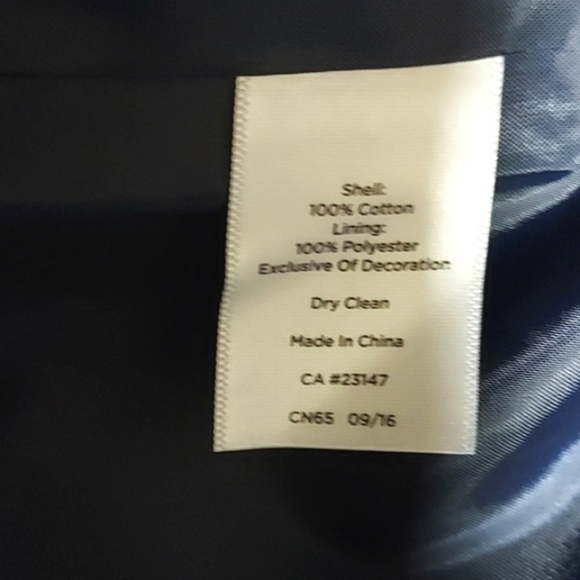 Shell:
100% Cotton
Lining:
100% Polyester
Exclusive Of Decoration
Dry Clean
Made In China
CA #23147
CN65 09/16